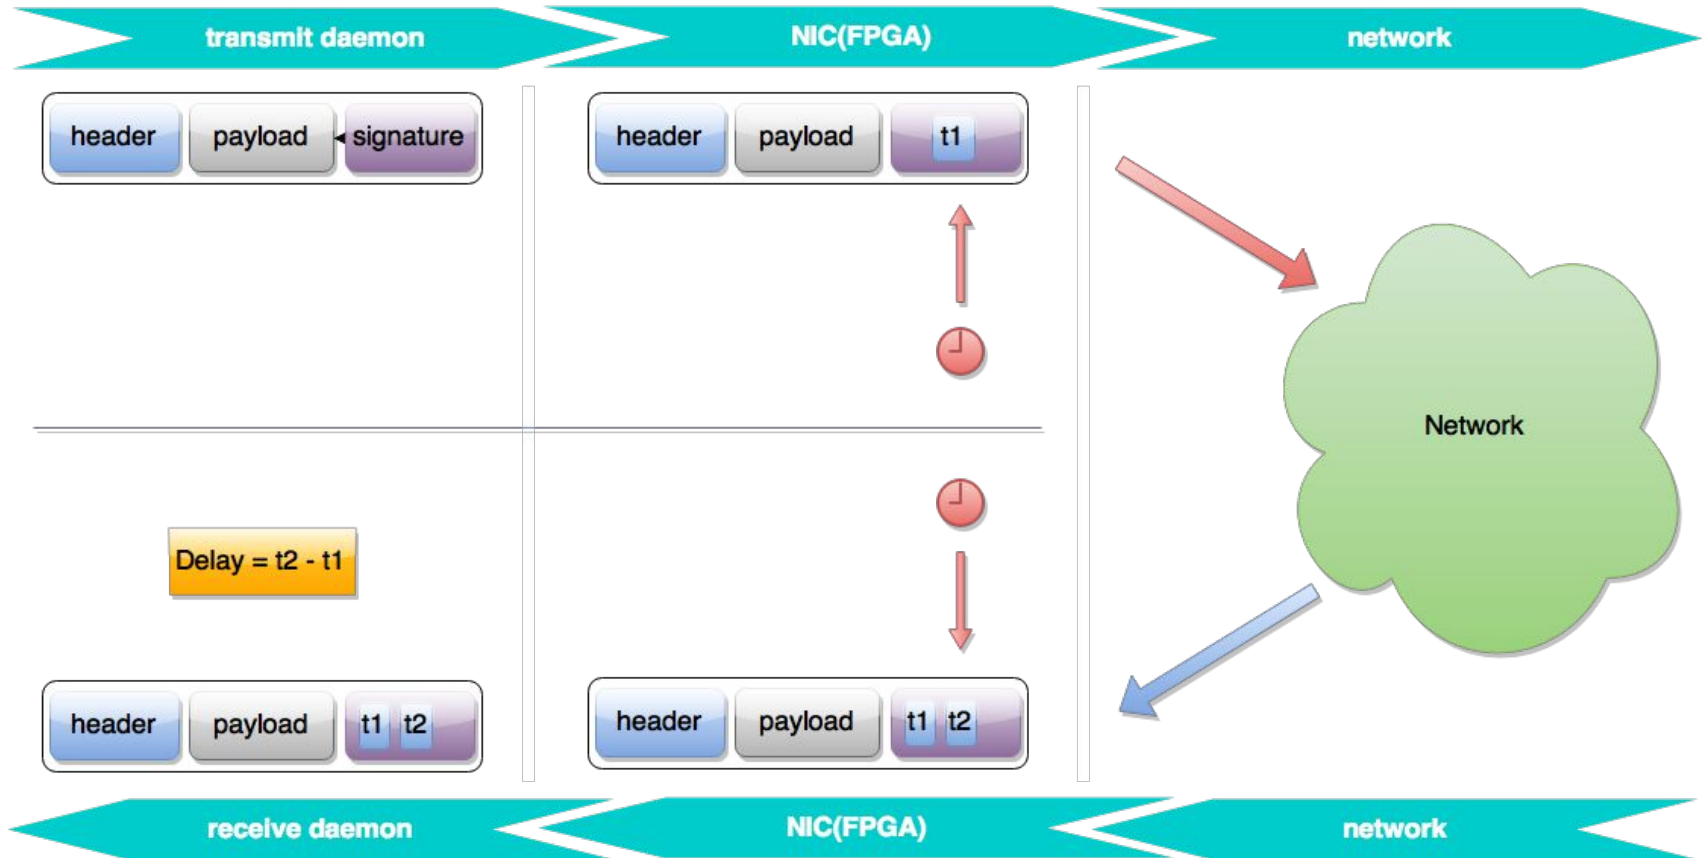 transmit daemon
NIC(FPGA)
network
header
payload
signature
header
payload
t1
Network
Delay = t2 - t1
header
payload
t1
t2
header
payload
t1
t2
receive daemon
NIC(FPGA)
network